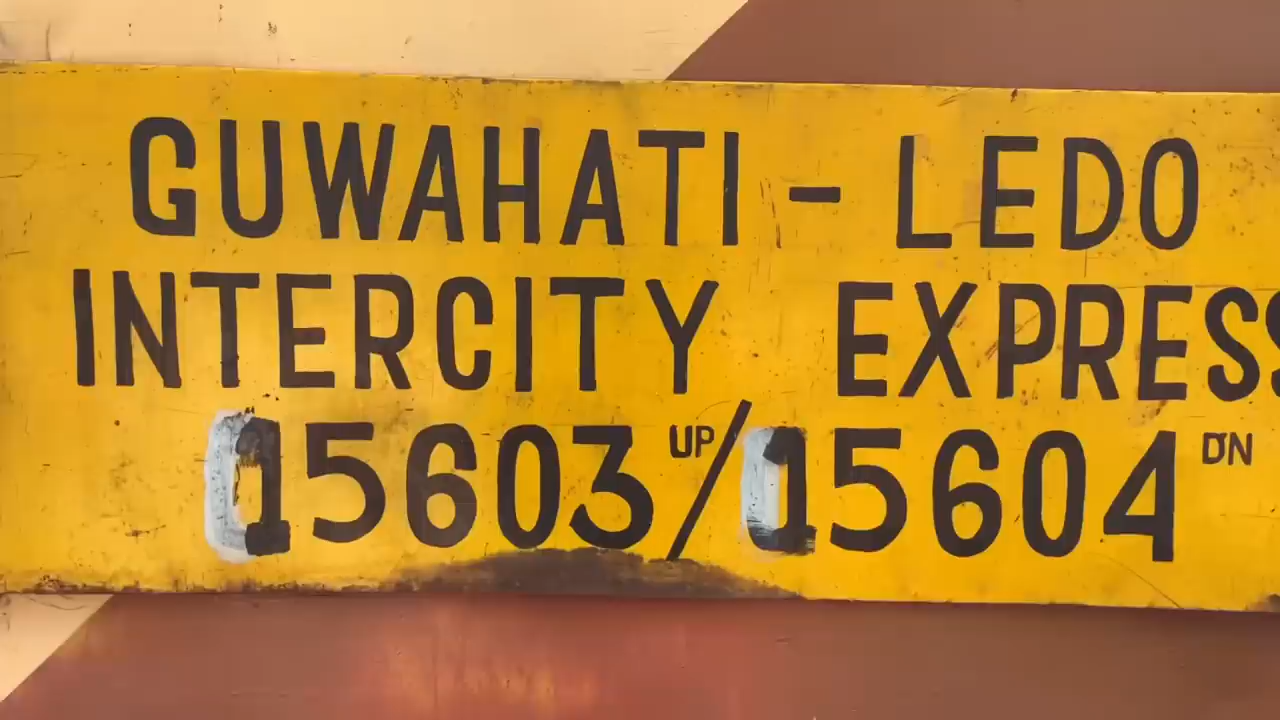 GUWAHATI - LEDO
INTERCITY EXPRESS
15603 UP/15604 DN